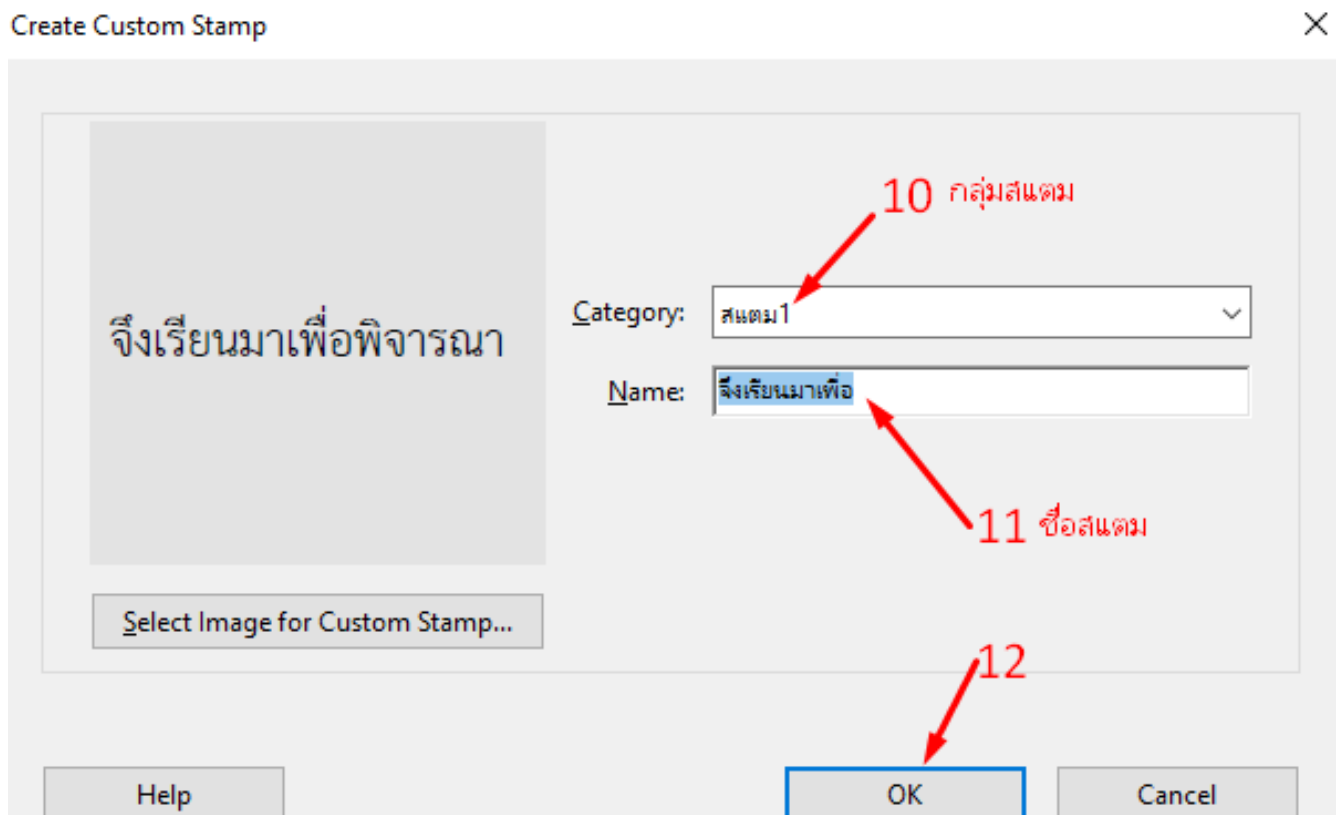 Create Custom Stamp
10 กลุ่มสแตม
Category: สแตม1
จึงเรียนมาเพื่อพิจารณา
Name: จึงเรียนมาเพื่อ
11 ชื่อสแตม
Select Image for Custom Stamp...
12
Help OK Cancel